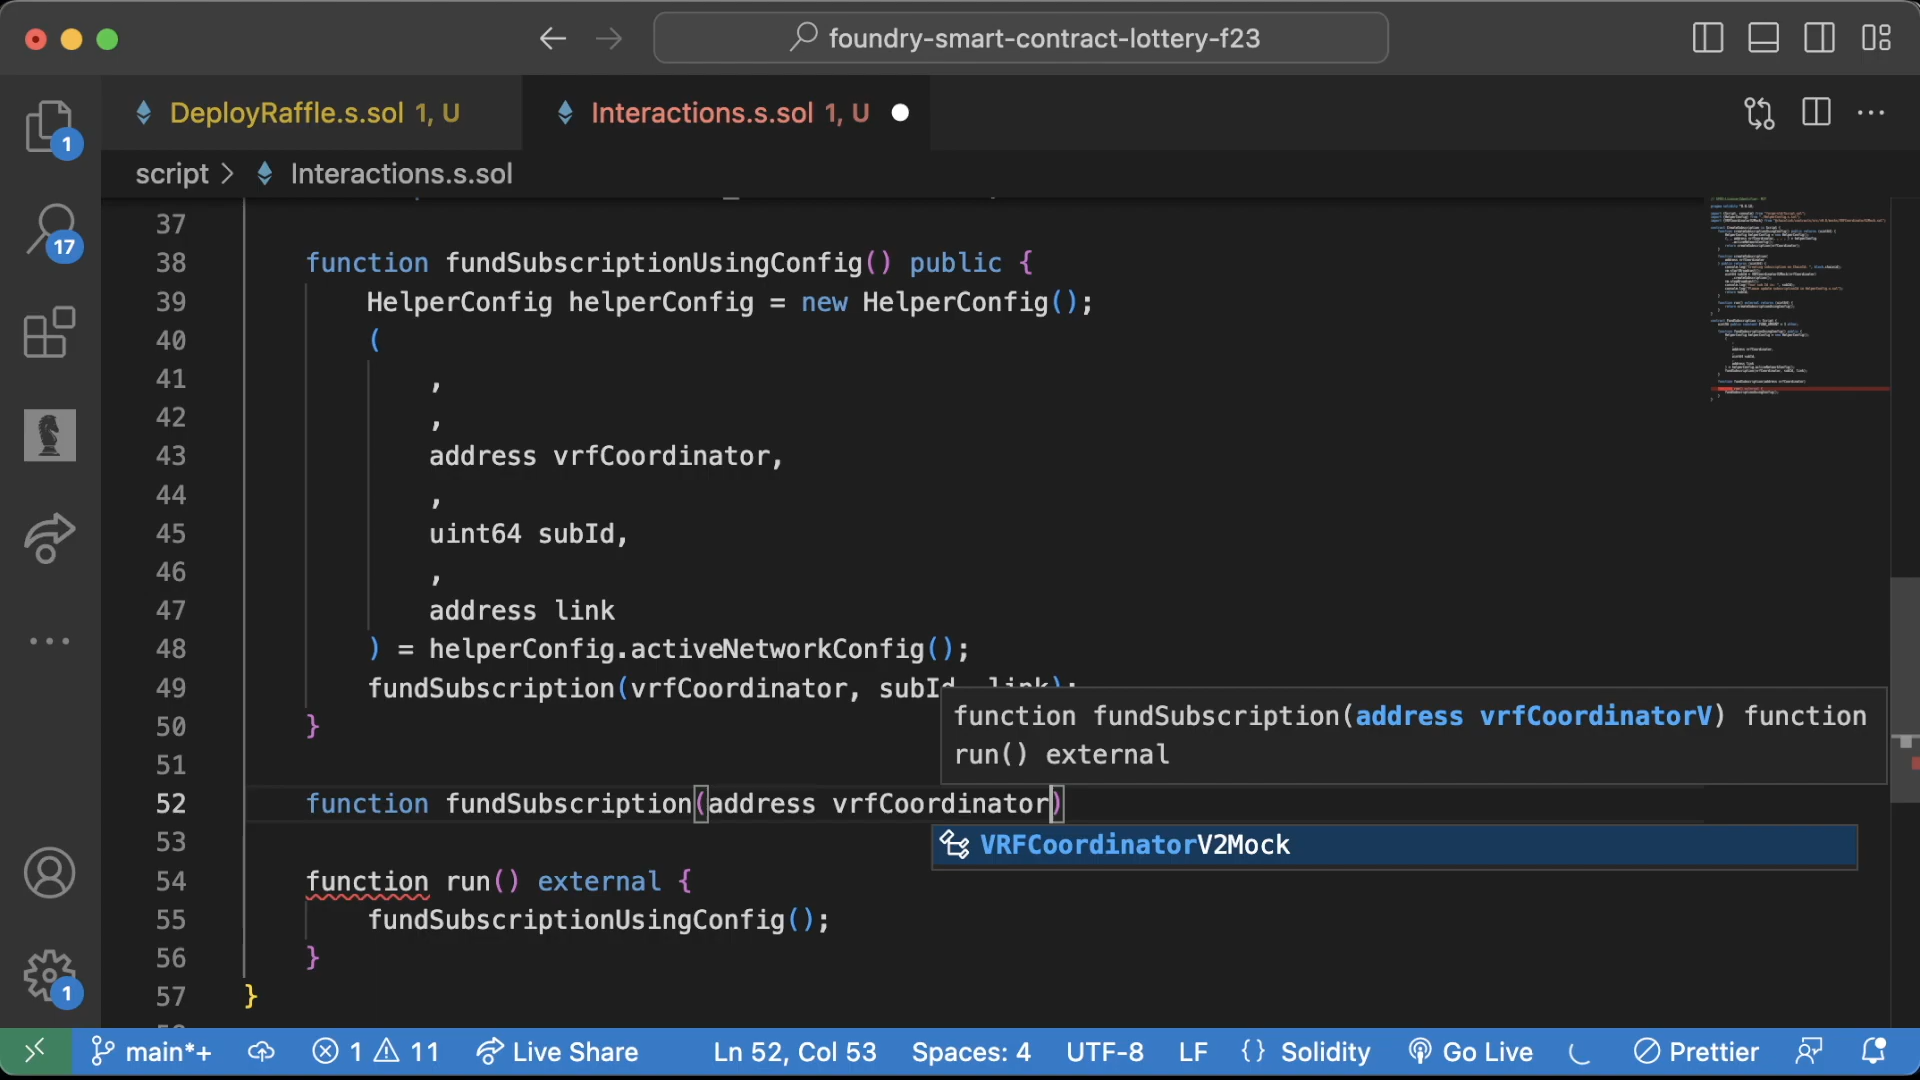 foundry-smart-contract-lottery-f23
DeployRaffle.s.sol 1, U
Interactions.s.sol 1, U
script > Interactions.s.sol
1
17
1
37
38 function fundSubscriptionUsingConfig() public {
39 HelperConfig helperConfig = new HelperConfig();
40 (
41 ,
42 ,
43 address vrfCoordinator,
44 ,
45 uint64 subId,
46 ,
47 address link
48 ) = helperConfig.activeNetworkConfig();
49 fundSubscription(vrfCoordinator, subId, link);
function fundSubscription(address vrfCoordinatorV) function
run() external
50 }
51
52 function fundSubscription(address vrfCoordinator)
VRFCoordinatorV2Mock
53
54 function run() external {
55 fundSubscriptionUsingConfig();
56 }
57 }
main*+ 1 11 Live Share Ln 52, Col 53 Spaces: 4 UTF-8 LF {} Solidity Go Live Prettier